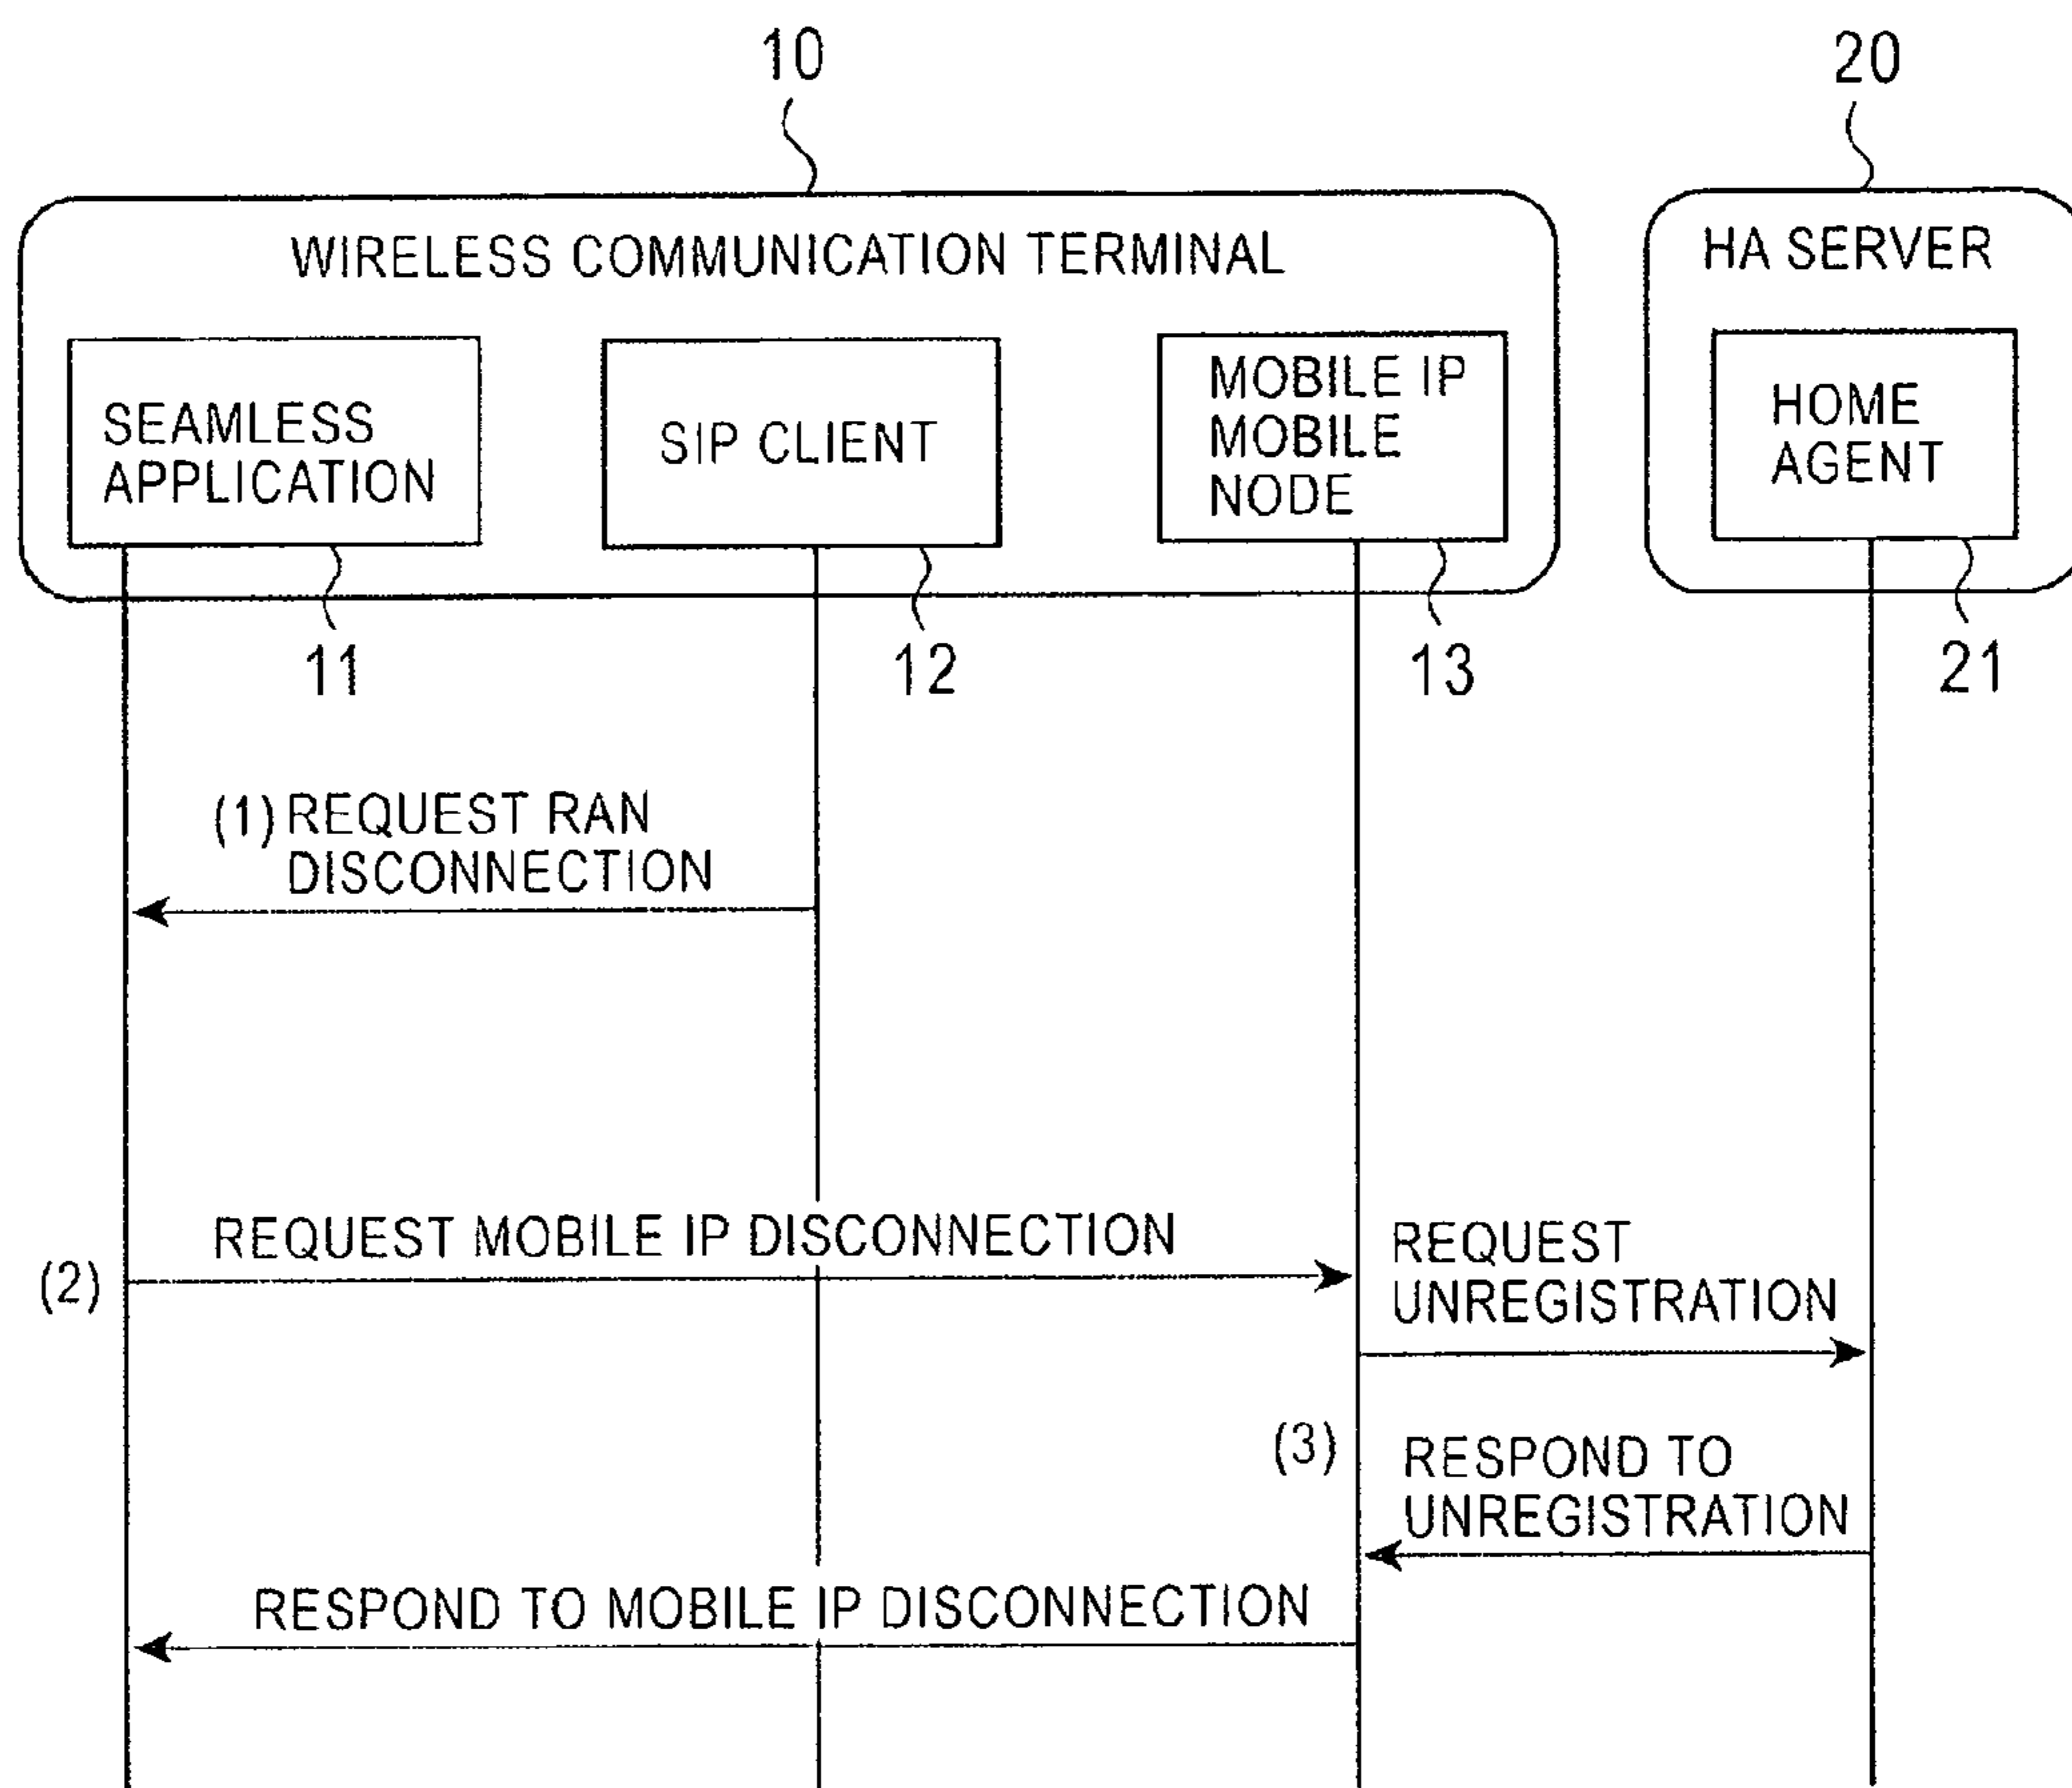 10
20
WIRELESS COMMUNICATION TERMINAL
HA SERVER
SEAMLESS
APPLICATION
SIP CLIENT
MOBILE IP
MOBILE
NODE
HOME
AGENT
11
12
13
21
(1) REQUEST RAN
DISCONNECTION
REQUEST MOBILE IP DISCONNECTION
(2)
REQUEST
UNREGISTRATION
(3)
RESPOND TO
UNREGISTRATION
RESPOND TO MOBILE IP DISCONNECTION